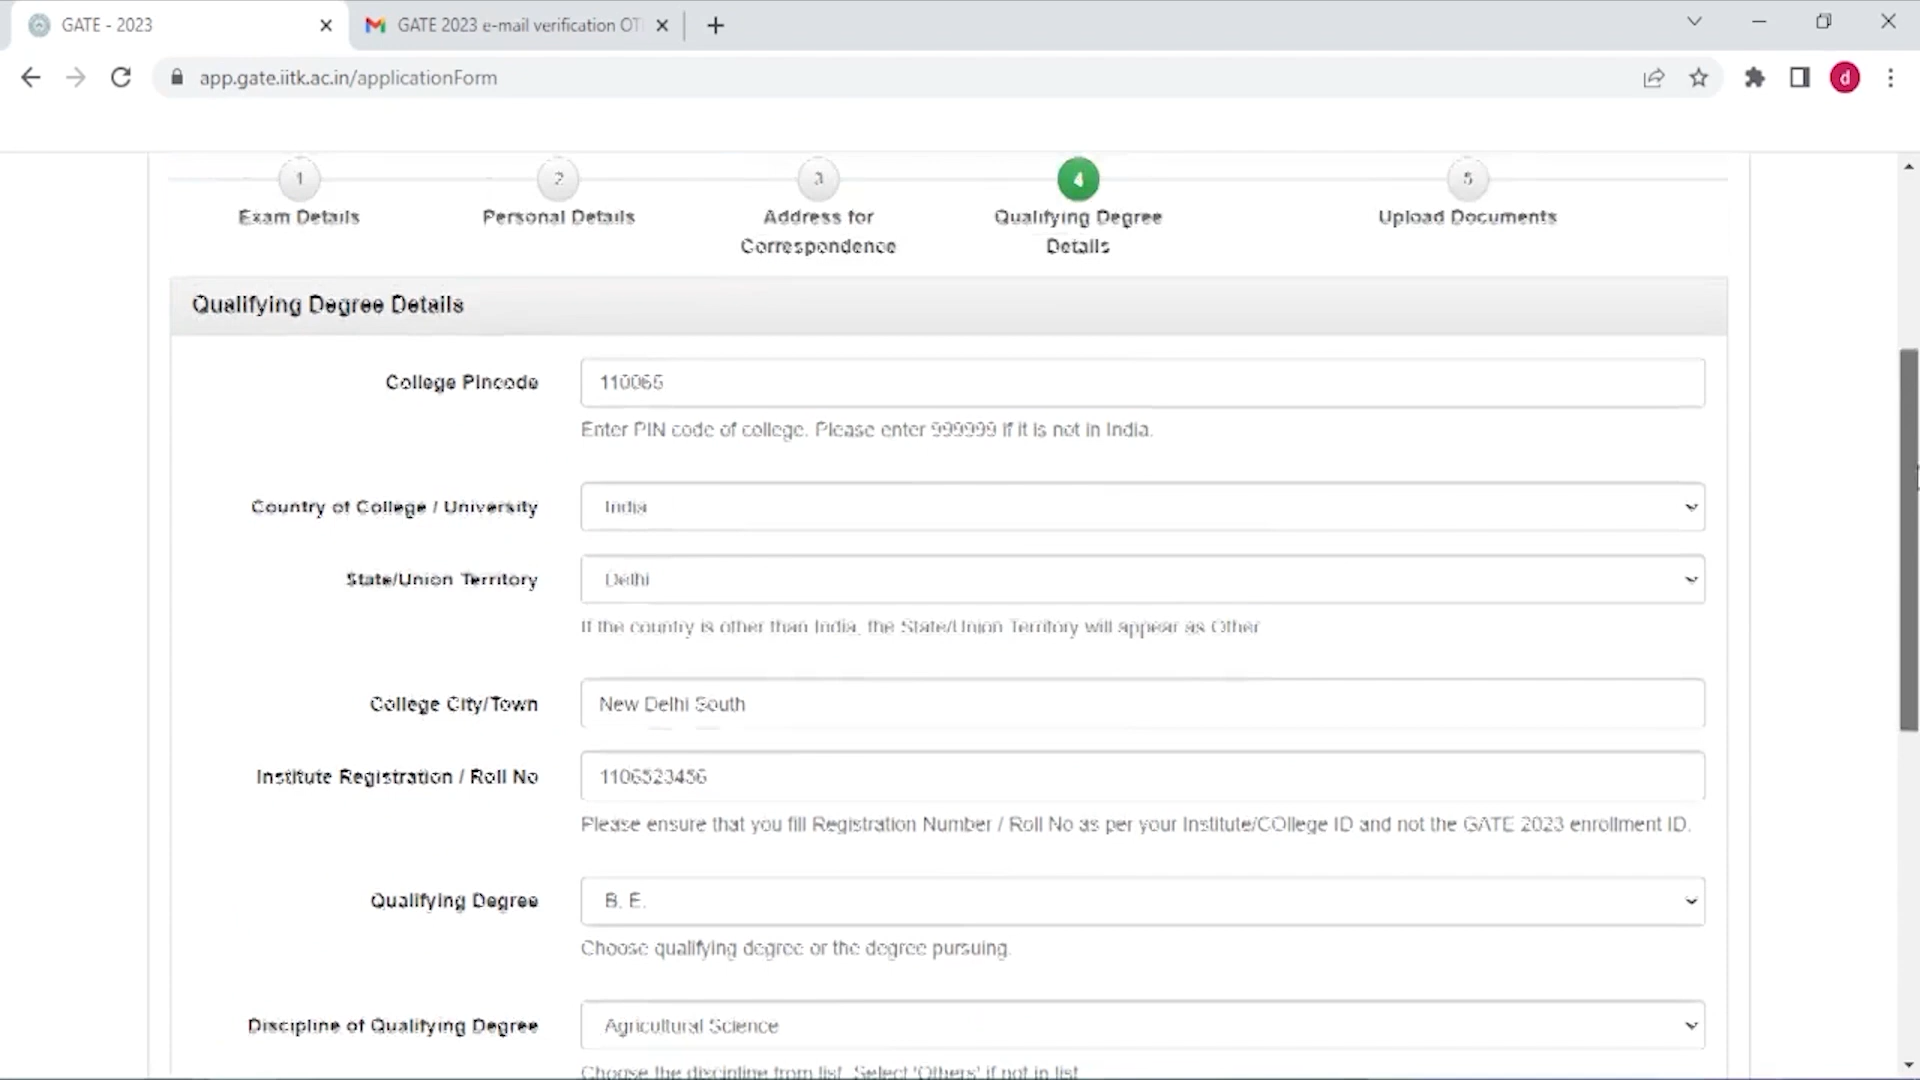 GATE - 2023
GATE 2023 e-mail verification OT
app.gate.iitk.ac.in/applicationForm
d
1 2 3 4 5
Exam Details Personal Details Address for Correspondence Qualifying Degree Details Upload Documents
Qualifying Degree Details
College Pincode 110065
Enter PIN code of college. Please enter 999999 if it is not in India.
Country of College / University India
State/Union Territory Delhi
If the country is other than India, the State/Union Territory will appear as Other
College City/Town New Delhi South
Institute Registration / Roll No 1106523456
Please ensure that you fill Registration Number / Roll No as per your Institute/COllege ID and not the GATE 2023 enrollment ID.
Qualifying Degree B. E.
Choose qualifying degree or the degree pursuing.
Discipline of Qualifying Degree Agricultural Science
Choose the discipline from list. Select 'Others' if not in list